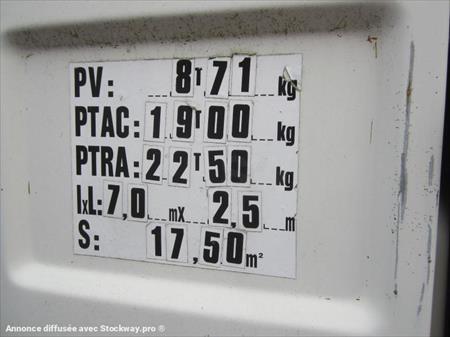 PV: 8T71 kg
PTAC: 19T00 kg
PTRA: 22T50 kg
lxL: 7,0 mX 2,5 m
S: 17,50 m²
Annonce diffusée avec Stockway.pro ®